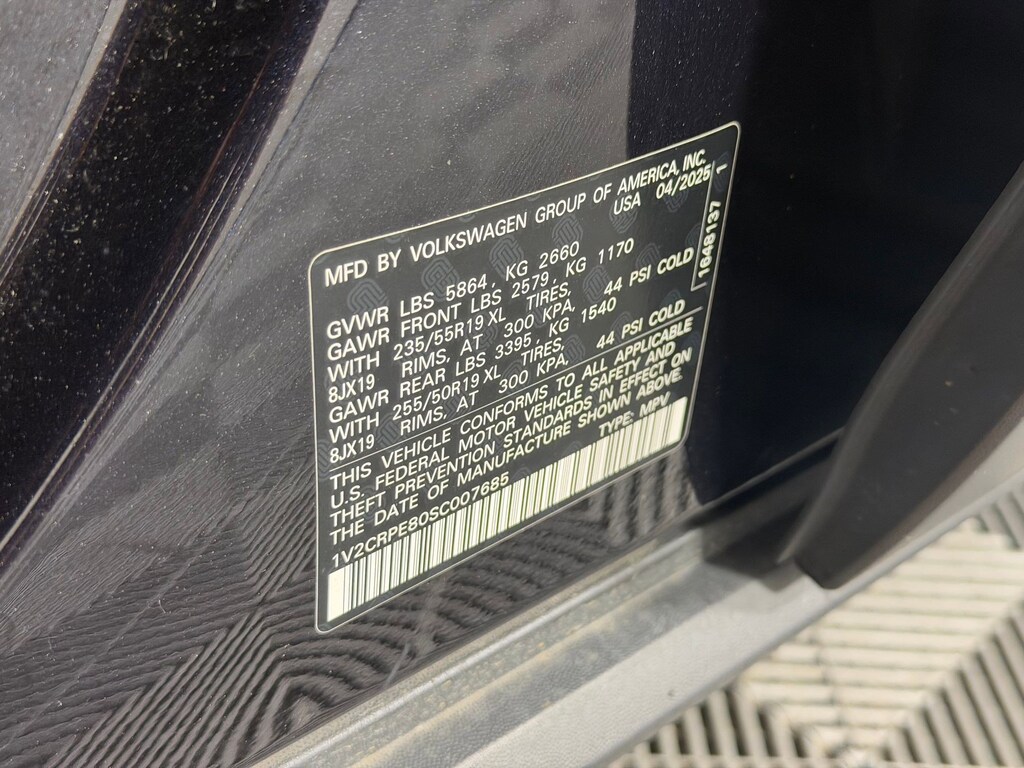 MFD BY VOLKSWAGEN GROUP OF AMERICA, INC.
USA 04/2025
GVWR LBS 5864, KG 2660
GAWR FRONT LBS 2579, KG 1170
WITH 235/55R19 XL TIRES,
8JX19 RIMS, AT 300 KPA, 44 PSI COLD
GAWR REAR LBS 3395, KG 1540
WITH 255/50R19 XL TIRES,
8JX19 RIMS, AT 300 KPA, 44 PSI COLD
THIS VEHICLE CONFORMS TO ALL APPLICABLE
U.S. FEDERAL MOTOR VEHICLE SAFETY AND
THEFT PREVENTION STANDARDS IN EFFECT ON
THE DATE OF MANUFACTURE SHOWN ABOVE.
1V2CRPE80SC007685 TYPE: MPV
1848137 1